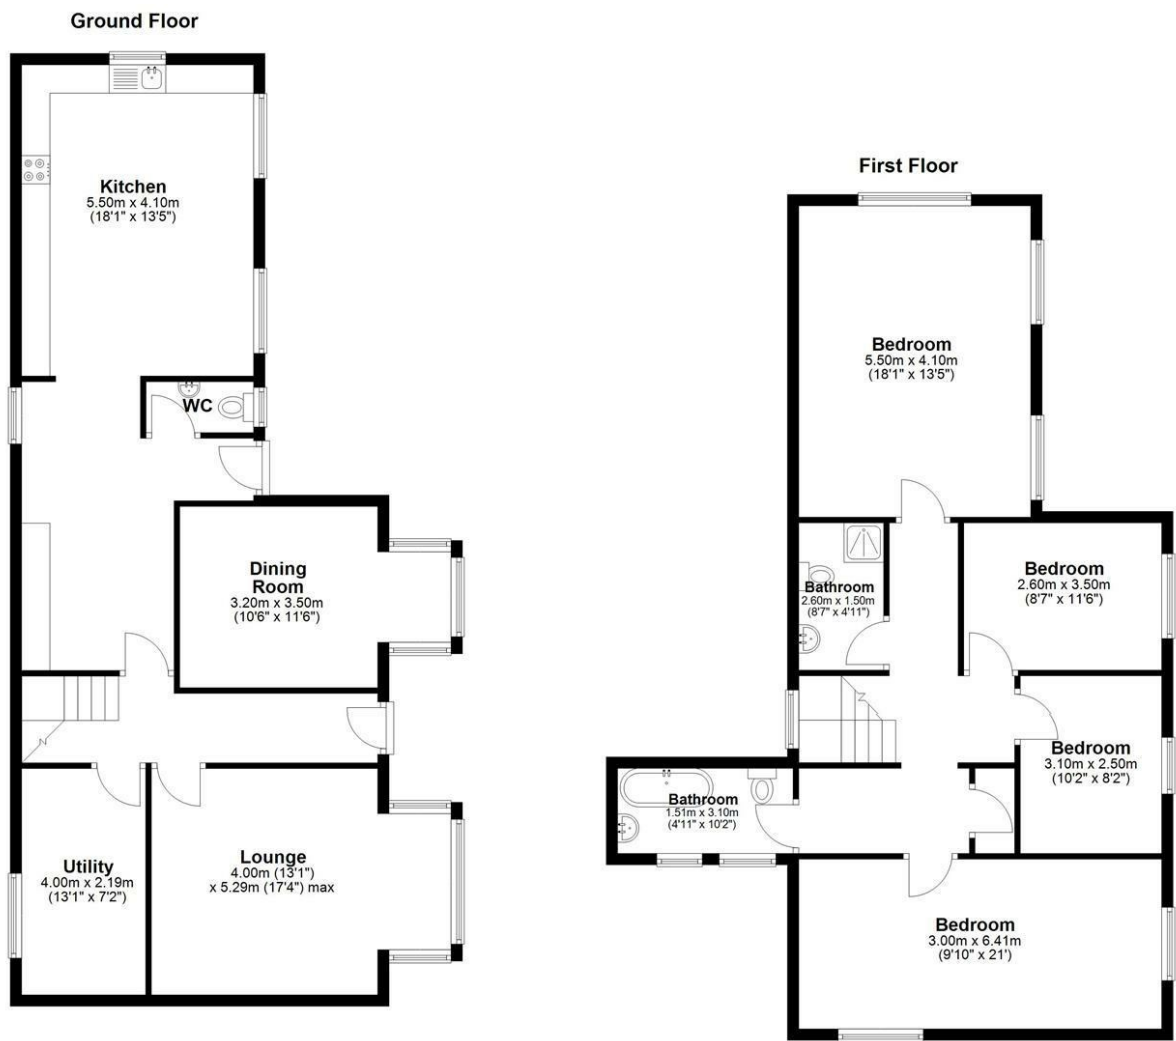 Ground Floor
Kitchen
5.50m x 4.10m
(18'1" x 13'5")
WC
Dining
Room
3.20m x 3.50m
(10'6" x 11'6")
Utility
4.00m x 2.19m
(13'1" x 7'2")
Lounge
4.00m (13'1")
x 5.29m (17'4") max
First Floor
Bedroom
5.50m x 4.10m
(18'1" x 13'5")
Bathroom
2.60m x 1.50m
(8'7" x 4'11")
Bedroom
2.60m x 3.50m
(8'7" x 11'6")
Bedroom
3.10m x 2.50m
(10'2" x 8'2")
Bathroom
1.51m x 3.10m
(4'11" x 10'2")
Bedroom
3.00m x 6.41m
(9'10" x 21')